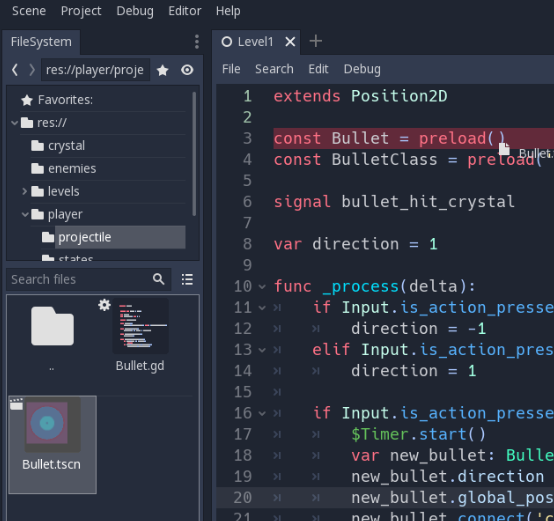 Scene Project Debug Editor Help
FileSystem
res://player/proje
Favorites:
res://
crystal
enemies
levels
player
projectile
states
Search files
..
Bullet.gd
Bullet.tscn
Level1
File Search Edit Debug
1 extends Position2D
2
3 const Bullet = preload()
Bullet.
4 const BulletClass = preload('
5
6 signal bullet_hit_crystal
7
8 var direction = 1
9
10 func _process(delta):
11 if Input.is_action_presse
12 direction = -1
13 elif Input.is_action_pres
14 direction = 1
15
16 if Input.is_action_presse
17 $Timer.start()
18 var new_bullet: Bulle
19 new_bullet.direction
20 new_bullet.global_pos
21 new_bullet.connect('c